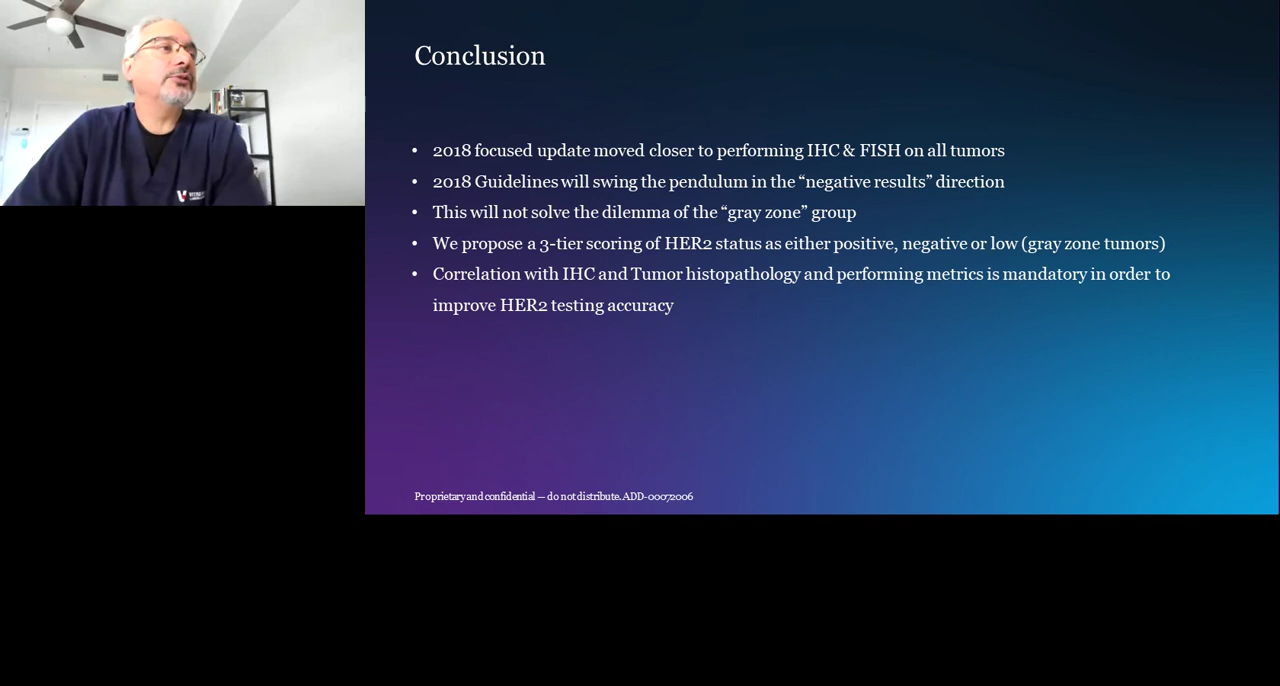 Conclusion
• 2018 focused update moved closer to performing IHC & FISH on all tumors
• 2018 Guidelines will swing the pendulum in the “negative results” direction
• This will not solve the dilemma of the “gray zone” group
• We propose a 3-tier scoring of HER2 status as either positive, negative or low (gray zone tumors)
• Correlation with IHC and Tumor histopathology and performing metrics is mandatory in order to
improve HER2 testing accuracy
Proprietary and confidential — do not distribute. ADD-00072006